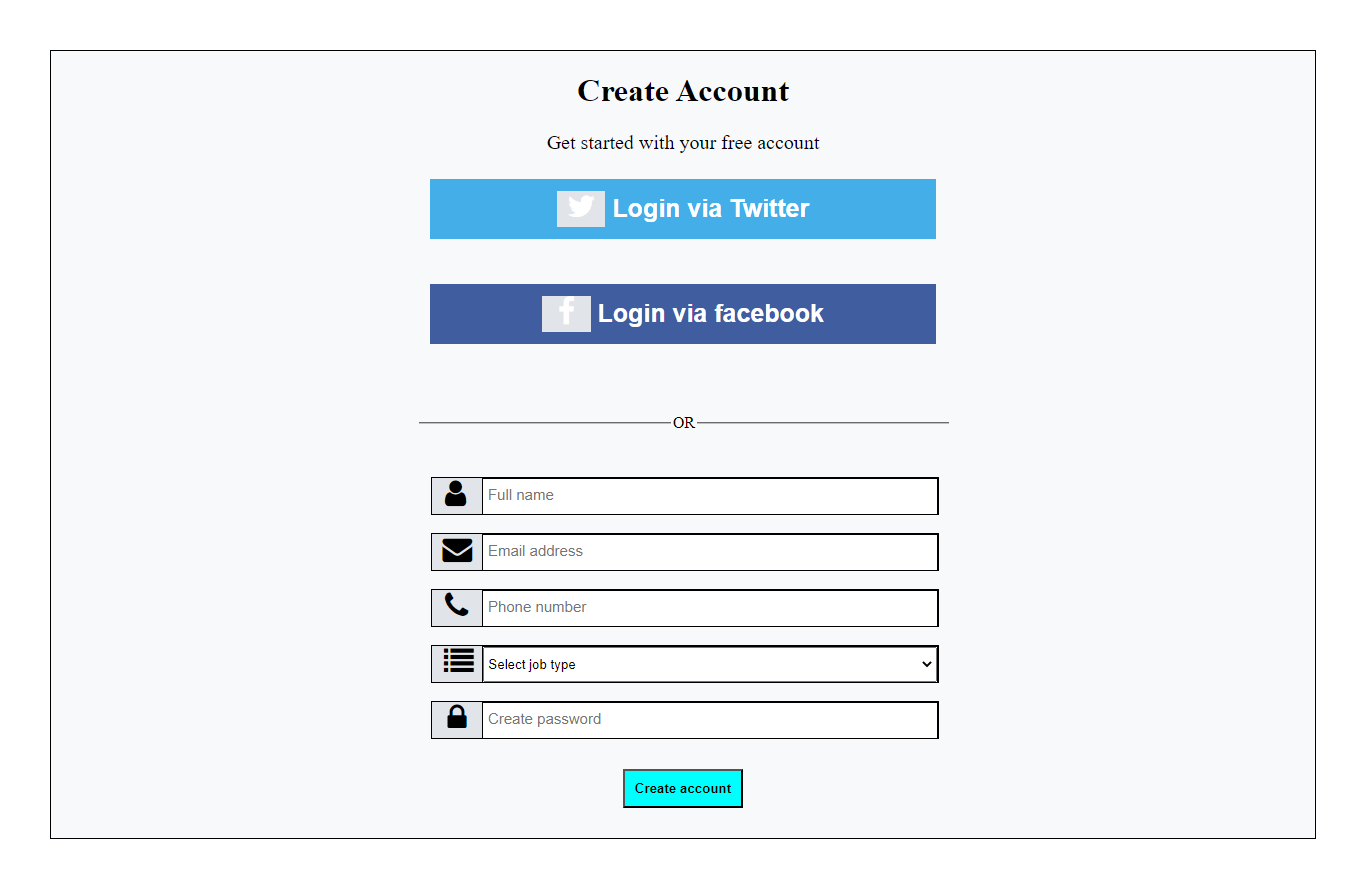 Create Account
Get started with your free account
Login via Twitter
Login via facebook
OR
Full name
Email address
Phone number
Select job type
Create password
Create account